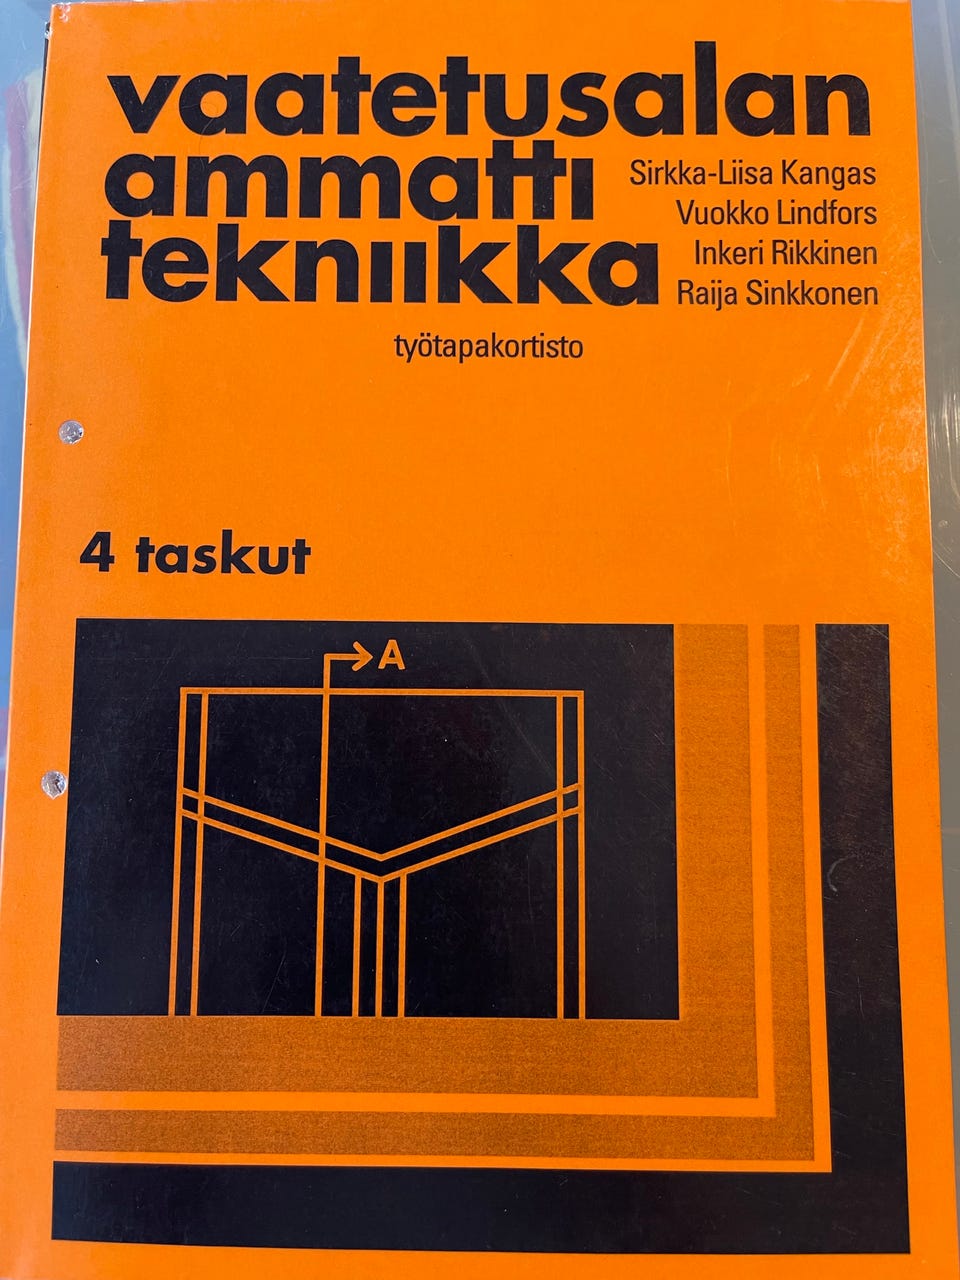 vaatetusalan
ammatti
tekniikka
Sirkka-Liisa Kangas
Vuokko Lindfors
Inkeri Rikkinen
Raija Sinkkonen
työtapakortisto
4 taskut
A